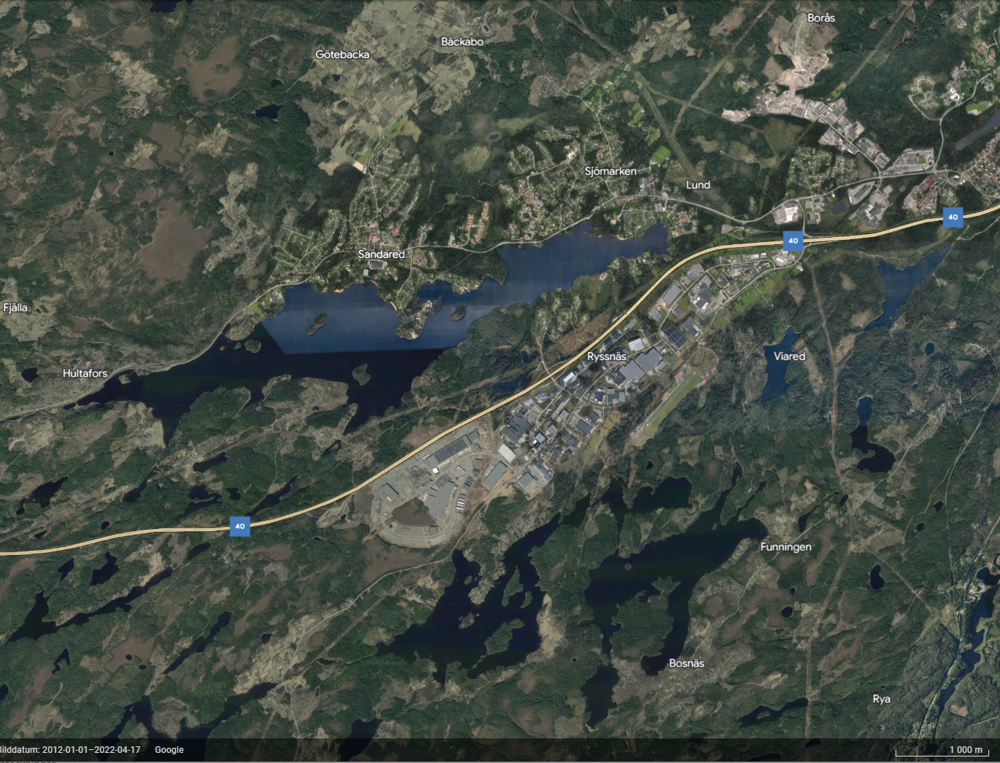 Borås
Bäckabo
Götebacka
Sjömarken
Lund
40
40
Sandared
Fjälla
Ryssnäs
Viared
Hultafors
40
Funningen
Bosnäs
Rya
Bilddatum: 2012-01-01–2022-04-17 Google
1 000 m